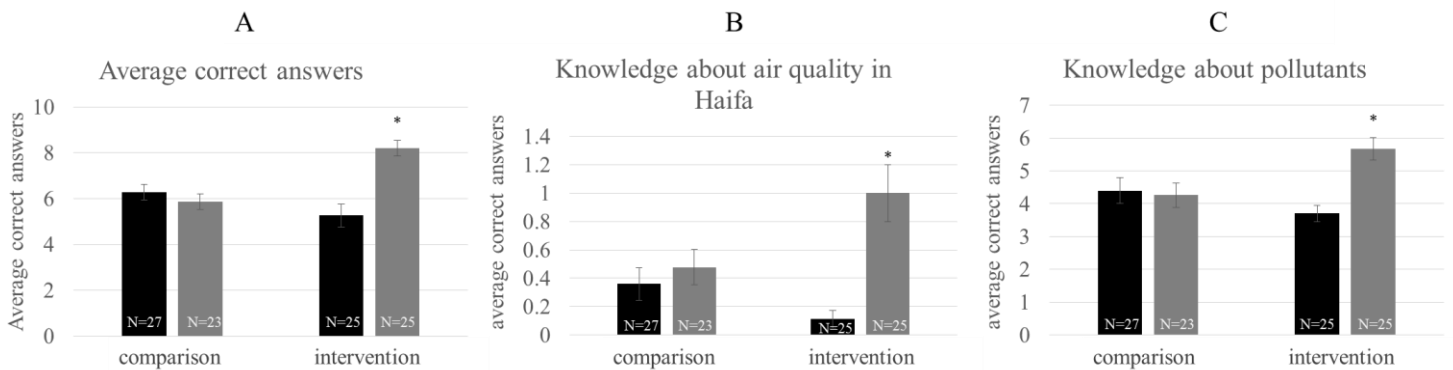 A
Average correct answers
Average correct answers
10
8
6
4
2
0
*
N=27
N=23
N=25
N=25
comparison
intervention
B
Knowledge about air quality in
Haifa
average correct answers
1.4
1.2
1
0.8
0.6
0.4
0.2
0
*
N=27
N=23
N=25
N=25
comparison
intervention
C
Knowledge about pollutants
average correct answers
7
6
5
4
3
2
1
0
*
N=27
N=23
N=25
N=25
comparison
intervention